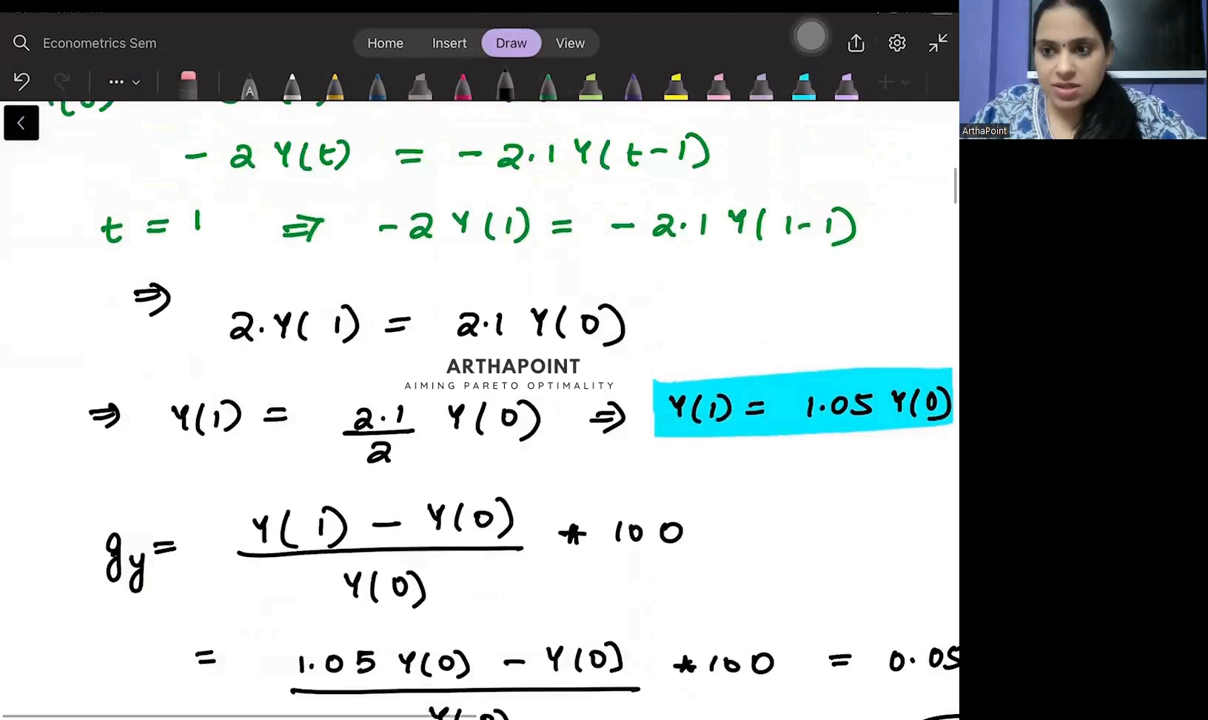 Econometrics Sem
Home Insert Draw View
- 2 Y(t) = - 2.1 Y(t-1)
t = 1 ⇒ -2 Y(1) = - 2.1 Y(1-1)
⇒
2.Y(1) = 2.1 Y(0)
ARTHAPOINT
AIMING PARETO OPTIMALITY
⇒ Y(1) = 2.1/2 Y(0) ⇒ Y(1) = 1.05 Y(0)
gy = Y(1) - Y(0) / Y(0) * 100
= 1.05 Y(0) - Y(0) / Y(0) * 100 = 0.05
ArthaPoint